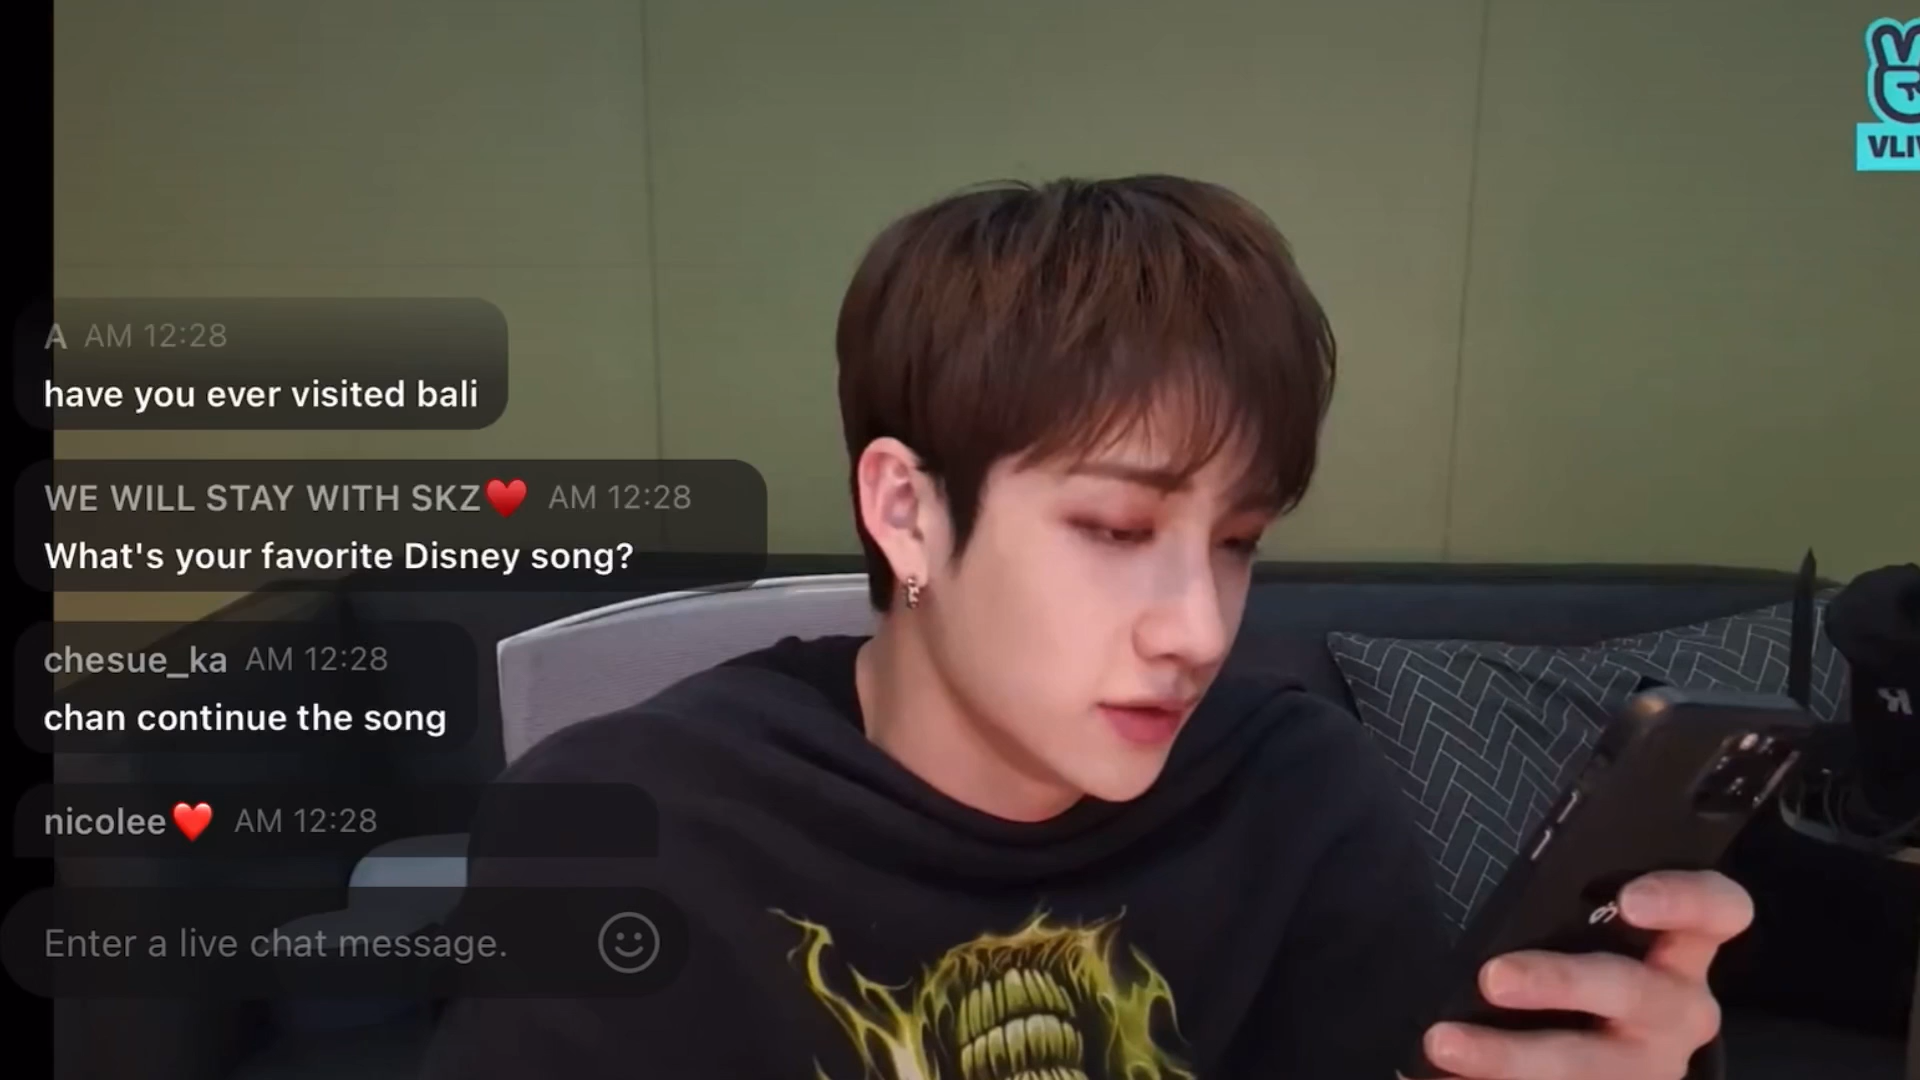 VLIV
A AM 12:28
have you ever visited bali
WE WILL STAY WITH SKZ❤️ AM 12:28
What's your favorite Disney song?
chesue_ka AM 12:28
chan continue the song
nicolee❤️ AM 12:28
Enter a live chat message.